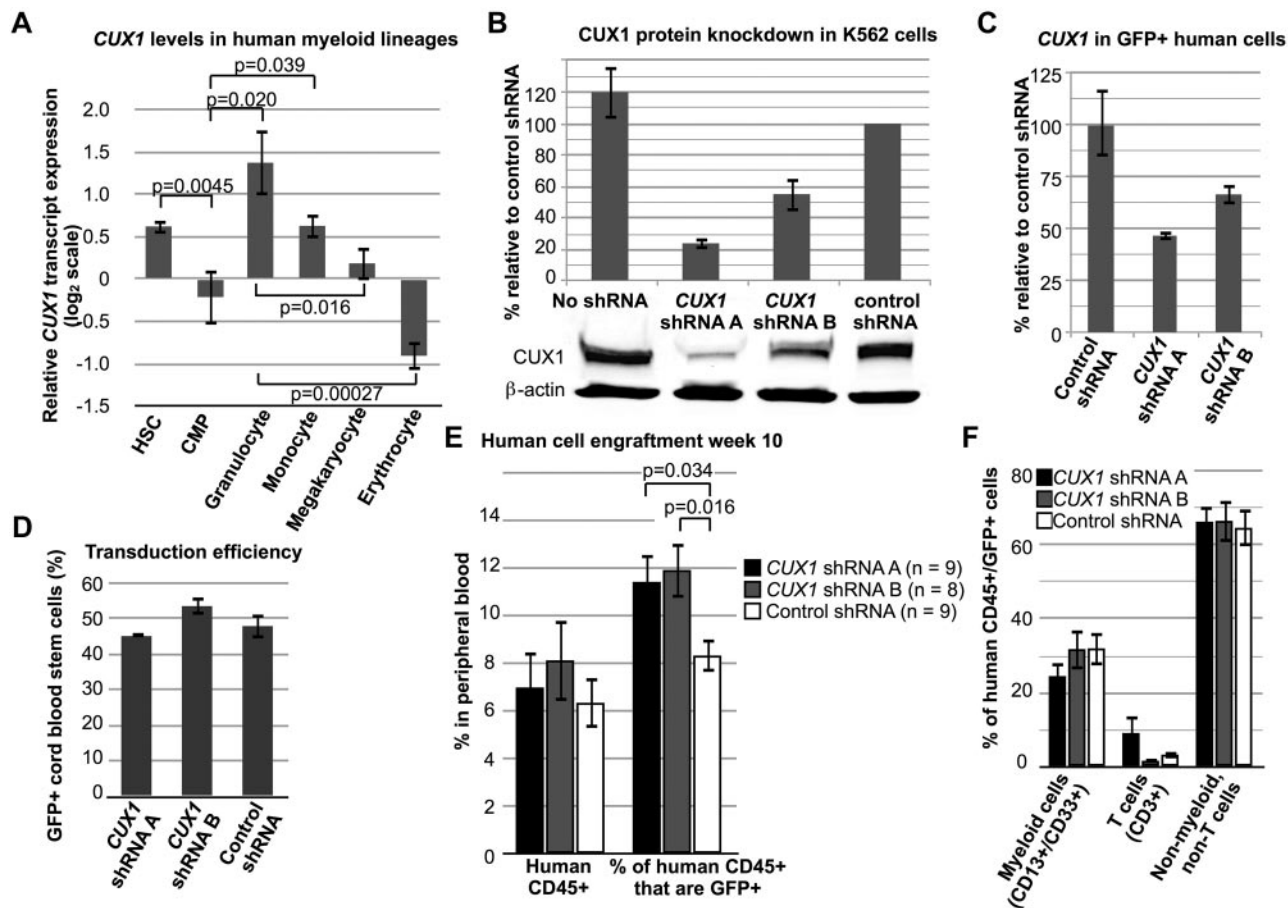 A
CUX1 levels in human myeloid lineages
p=0.039
p=0.020
p=0.0045
p=0.016
p=0.00027
2.0
1.5
1.0
0.5
0
-0.5
-1.0
-1.5
Relative CUX1 transcript expression
(log2 scale)
HSC
CMP
Granulocyte
Monocyte
Megakaryocyte
Erythrocyte
B
CUX1 protein knockdown in K562 cells
% relative to control shRNA
120
100
80
60
40
20
0
No shRNA
CUX1
shRNA A
CUX1
shRNA B
control
shRNA
CUX1
β-actin
C
CUX1 in GFP+ human cells
% relative to control shRNA
125
100
75
50
25
0
Control
shRNA
CUX1
shRNA A
CUX1
shRNA B
D
Transduction efficiency
GFP+ cord blood stem cells (%)
60
50
40
30
20
10
0
CUX1
shRNA A
CUX1
shRNA B
Control
shRNA
E
Human cell engraftment week 10
p=0.034
p=0.016
% in peripheral blood
14
12
10
8
6
4
2
0
CUX1 shRNA A (n = 9)
CUX1 shRNA B (n = 8)
Control shRNA (n = 9)
Human
CD45+
% of human CD45+
that are GFP+
F
% of human CD45+/GFP+ cells
80
60
40
20
0
CUX1 shRNA A
CUX1 shRNA B
Control shRNA
Myeloid cells
(CD13+/CD33+)
T cells
(CD3+)
Non-myeloid,
non-T cells